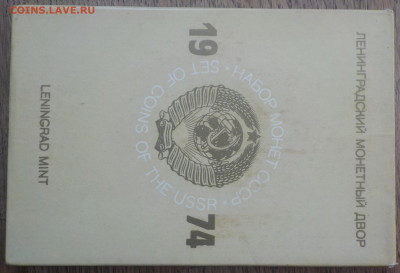 COINS.LAVE.RU
ЛЕНИНГРАДСКИЙ МОНЕТНЫЙ ДВОР
19 74
• НАБОР МОНЕТ СССР •
SET OF COINS OF THE USSR
LENINGRAD MINT